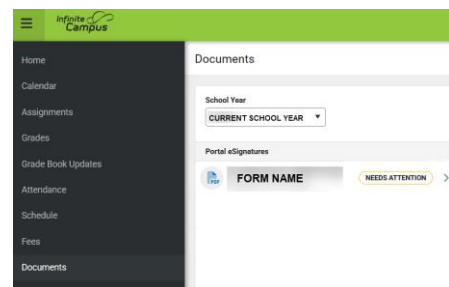 Infinite
Campus
Home
Calendar
Assignments
Grades
Grade Book Updates
Attendance
Schedule
Fees
Documents
Documents
School Year
CURRENT SCHOOL YEAR
Portal eSignatures
PDF
FORM NAME
NEEDS ATTENTION